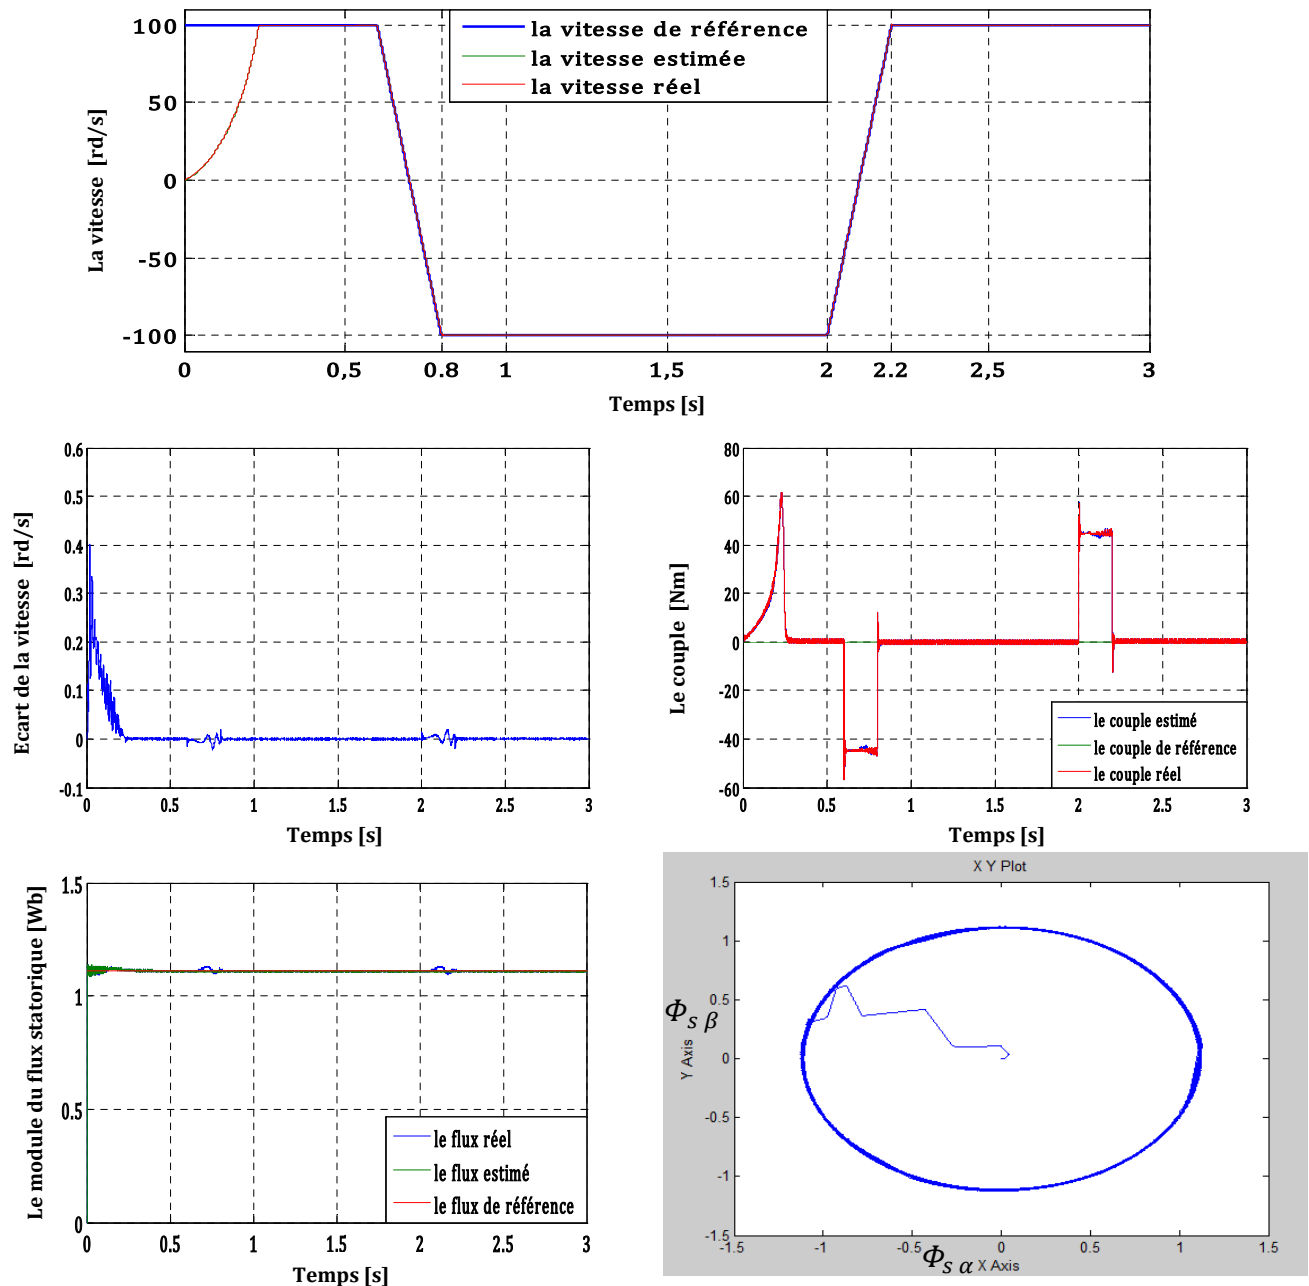 100
50
0
-50
-100
La vitesse [rd/s]
la vitesse de référence
la vitesse estimée
la vitesse réel
0 0,5 0.8 1 1,5 2 2.2 2,5 3
Temps [s]
0.6
0.5
0.4
0.3
0.2
0.1
0
-0.1
Ecart de la vitesse [rd/s]
0 0.5 1 1.5 2 2.5 3
Temps [s]
80
60
40
20
0
-20
-40
-60
Le couple [Nm]
le couple estimé
le couple de référence
le couple réel
0 0.5 1 1.5 2 2.5 3
Temps [s]
1.5
1
0.5
0
Le module du flux statorique [Wb]
le flux réel
le flux estimé
le flux de référence
0 0.5 1 1.5 2 2.5 3
Temps [s]
X Y Plot
1.5
1
0.5
0
-0.5
-1
-1.5
Φs β
Y Axis
-1.5 -1 -0.5 0 0.5 1 1.5
Φs α X Axis